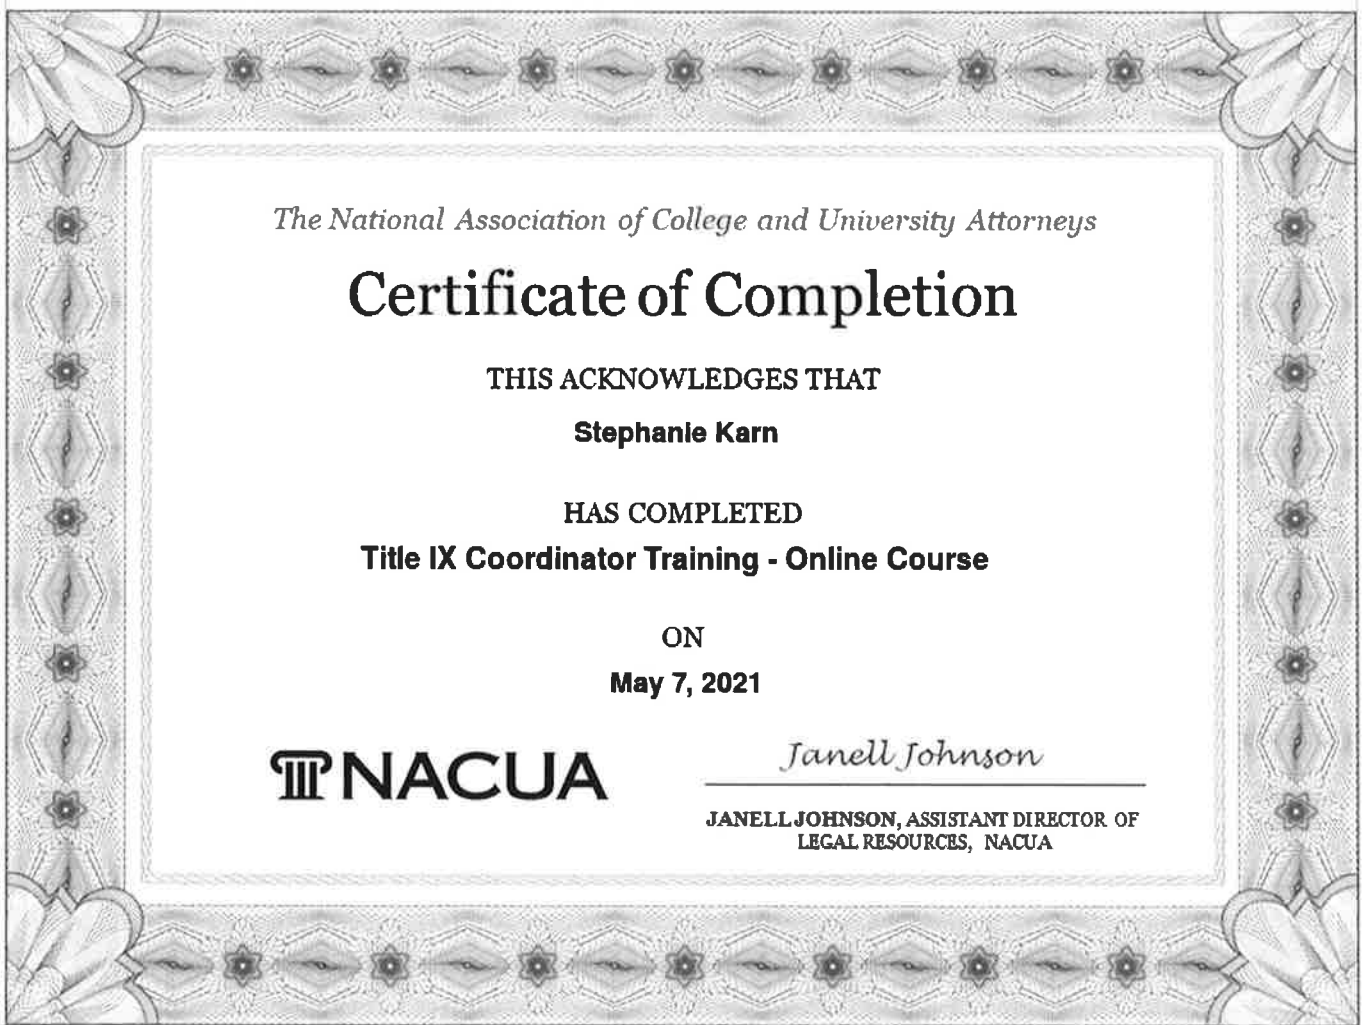 The National Association of College and University Attorneys
Certificate of Completion
THIS ACKNOWLEDGES THAT
Stephanie Karn
HAS COMPLETED
Title IX Coordinator Training - Online Course
ON
May 7, 2021
NACUA
Janell Johnson
JANELL JOHNSON, ASSISTANT DIRECTOR OF
LEGAL RESOURCES, NACUA